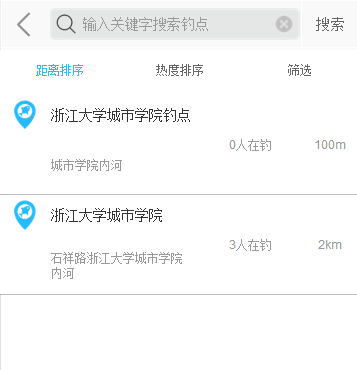 输入关键字搜索钓点 搜索
距离排序 热度排序 筛选
浙江大学城市学院钓点
0人在钓 100m
城市学院内河
浙江大学城市学院
3人在钓 2km
石祥路浙江大学城市学院
内河